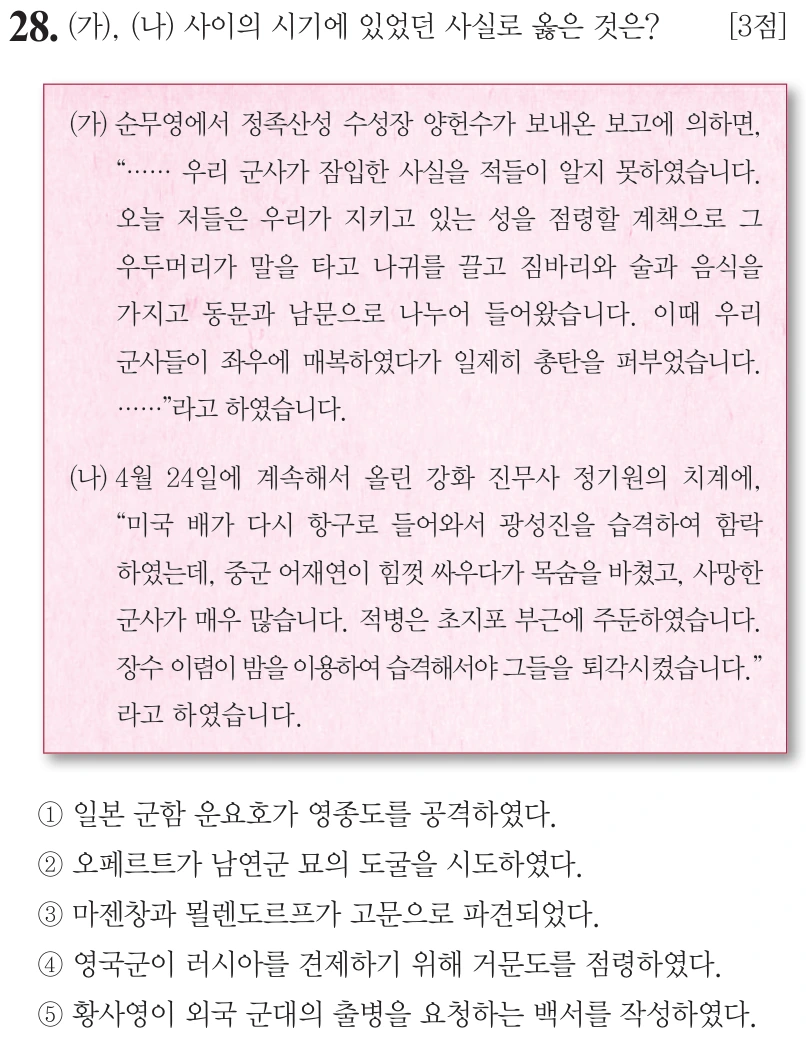 28. (가), (나) 사이의 시기에 있었던 사실로 옳은 것은? [3점]
(가) 순무영에서 정족산성 수성장 양헌수가 보내온 보고에 의하면,
“…… 우리 군사가 잠입한 사실을 적들이 알지 못하였습니다.
오늘 저들은 우리가 지키고 있는 성을 점령할 계책으로 그
우두머리가 말을 타고 나귀를 끌고 짐바리와 술과 음식을
가지고 동문과 남문으로 나누어 들어왔습니다. 이때 우리
군사들이 좌우에 매복하였다가 일제히 총탄을 퍼부었습니다.
……”라고 하였습니다.
(나) 4월 24일에 계속해서 올린 강화 진무사 정기원의 치계에,
“미국 배가 다시 항구로 들어와서 광성진을 습격하여 함락
하였는데, 중군 어재연이 힘껏 싸우다가 목숨을 바쳤고, 사망한
군사가 매우 많습니다. 적병은 초지포 부근에 주둔하였습니다.
장수 이렴이 밤을 이용하여 습격해서야 그들을 퇴각시켰습니다.”
라고 하였습니다.
① 일본 군함 운요호가 영종도를 공격하였다.
② 오페르트가 남연군 묘의 도굴을 시도하였다.
③ 마젠창과 묄렌도르프가 고문으로 파견되었다.
④ 영국군이 러시아를 견제하기 위해 거문도를 점령하였다.
⑤ 황사영이 외국 군대의 출병을 요청하는 백서를 작성하였다.